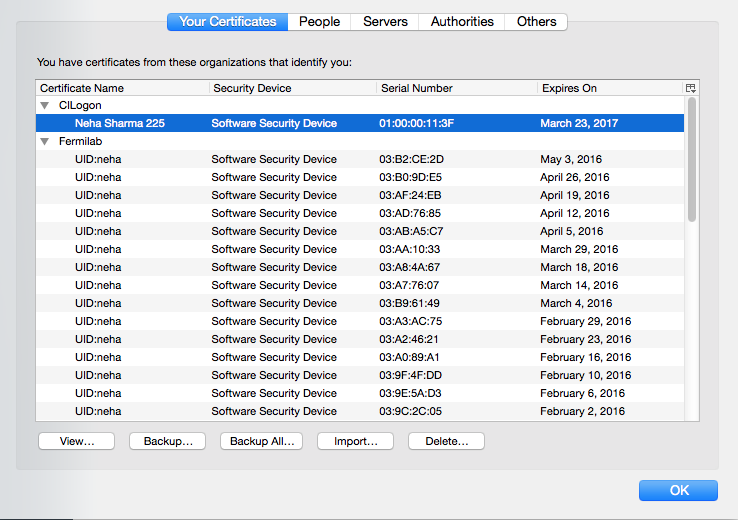 Your Certificates People Servers Authorities Others
You have certificates from these organizations that identify you:
Certificate Name Security Device Serial Number Expires On
CILogon
Neha Sharma 225 Software Security Device 01:00:00:11:3F March 23, 2017
Fermilab
UID:neha Software Security Device 03:B2:CE:2D May 3, 2016
UID:neha Software Security Device 03:B0:9D:E5 April 26, 2016
UID:neha Software Security Device 03:AF:24:EB April 19, 2016
UID:neha Software Security Device 03:AD:76:85 April 12, 2016
UID:neha Software Security Device 03:AB:A5:C7 April 5, 2016
UID:neha Software Security Device 03:AA:10:33 March 29, 2016
UID:neha Software Security Device 03:A8:4A:67 March 18, 2016
UID:neha Software Security Device 03:A7:76:07 March 14, 2016
UID:neha Software Security Device 03:B9:61:49 March 4, 2016
UID:neha Software Security Device 03:A3:AC:75 February 29, 2016
UID:neha Software Security Device 03:A2:46:21 February 23, 2016
UID:neha Software Security Device 03:A0:89:A1 February 16, 2016
UID:neha Software Security Device 03:9F:4F:DD February 10, 2016
UID:neha Software Security Device 03:9E:5A:D3 February 6, 2016
UID:neha Software Security Device 03:9C:2C:05 February 2, 2016
View... Backup... Backup All... Import... Delete...
OK